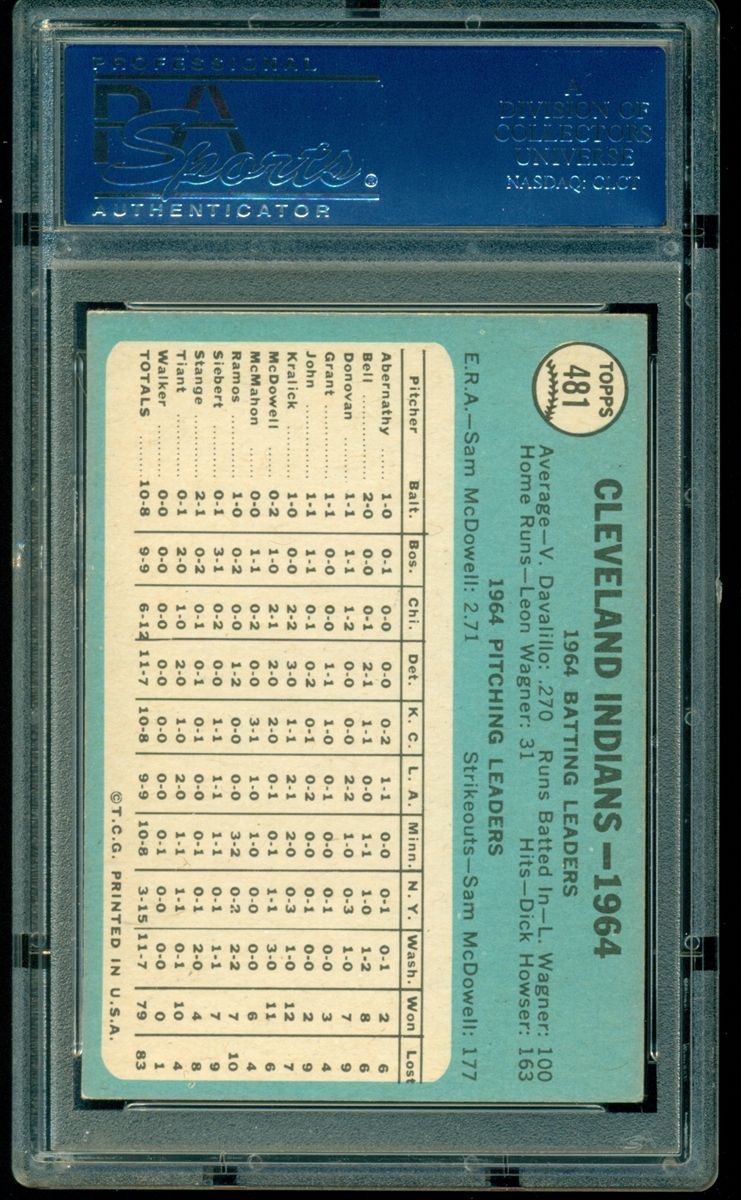 PROFESSIONAL
PSA
Sports®
AUTHENTICATOR
A
DIVISION OF
COLLECTORS
UNIVERSE
NASDAQ: CLCT
TOPPS
481
CLEVELAND INDIANS—1964
1964 BATTING LEADERS
Average—V. Davalillo: .270 Runs Batted In—L. Wagner: 100
Home Runs—Leon Wagner: 31 Hits—Dick Howser: 163
1964 PITCHING LEADERS
E.R.A.—Sam McDowell: 2.71 Strikeouts—Sam McDowell: 177
Pitcher Balt. Bos. Chi. Det. K. C. L. A. Minn. N. Y. Wash. Won Lost
Abernathy ...... 1-0 0-1 0-0 0-0 0-2 1-1 0-0 0-1 0-1 2 6
Bell ............ 2-0 0-0 0-1 2-1 1-1 0-0 1-1 1-0 1-2 8 6
Donovan ........ 1-1 1-1 1-2 0-0 0-0 2-2 1-0 0-3 1-0 7 9
Grant ........... 1-1 0-0 0-0 1-1 1-0 0-1 0-0 0-1 0-0 3 4
John ............ 1-1 1-1 0-1 0-2 0-1 0-2 0-0 0-1 0-0 2 9
Kralick .......... 1-0 0-0 2-2 3-0 1-1 2-1 2-0 0-3 1-0 12 7
McDowell ...... 0-2 1-0 2-1 2-0 2-0 0-1 0-1 1-1 3-0 11 6
McMahon ....... 0-0 1-1 0-2 0-0 3-1 1-0 1-0 0-0 0-0 6 4
Ramos .......... 1-0 0-2 0-0 1-2 0-0 0-0 3-2 0-2 2-2 7 10
Siebert ......... 0-1 3-1 0-2 0-0 1-1 1-1 1-1 0-1 1-1 7 9
Stange .......... 2-1 0-2 0-1 0-1 0-1 0-0 0-1 0-1 2-0 4 8
Tiant ............ 0-1 2-0 1-0 2-0 1-0 2-0 1-1 1-1 0-1 10 4
Walker .......... 0-0 0-0 0-0 0-0 0-0 0-0 0-0 0-0 0-0 0 1
TOTALS ...... 10-8 9-9 6-12 11-7 10-8 9-9 10-8 3-15 11-7 79 83
©T.C.G. PRINTED IN U.S.A.